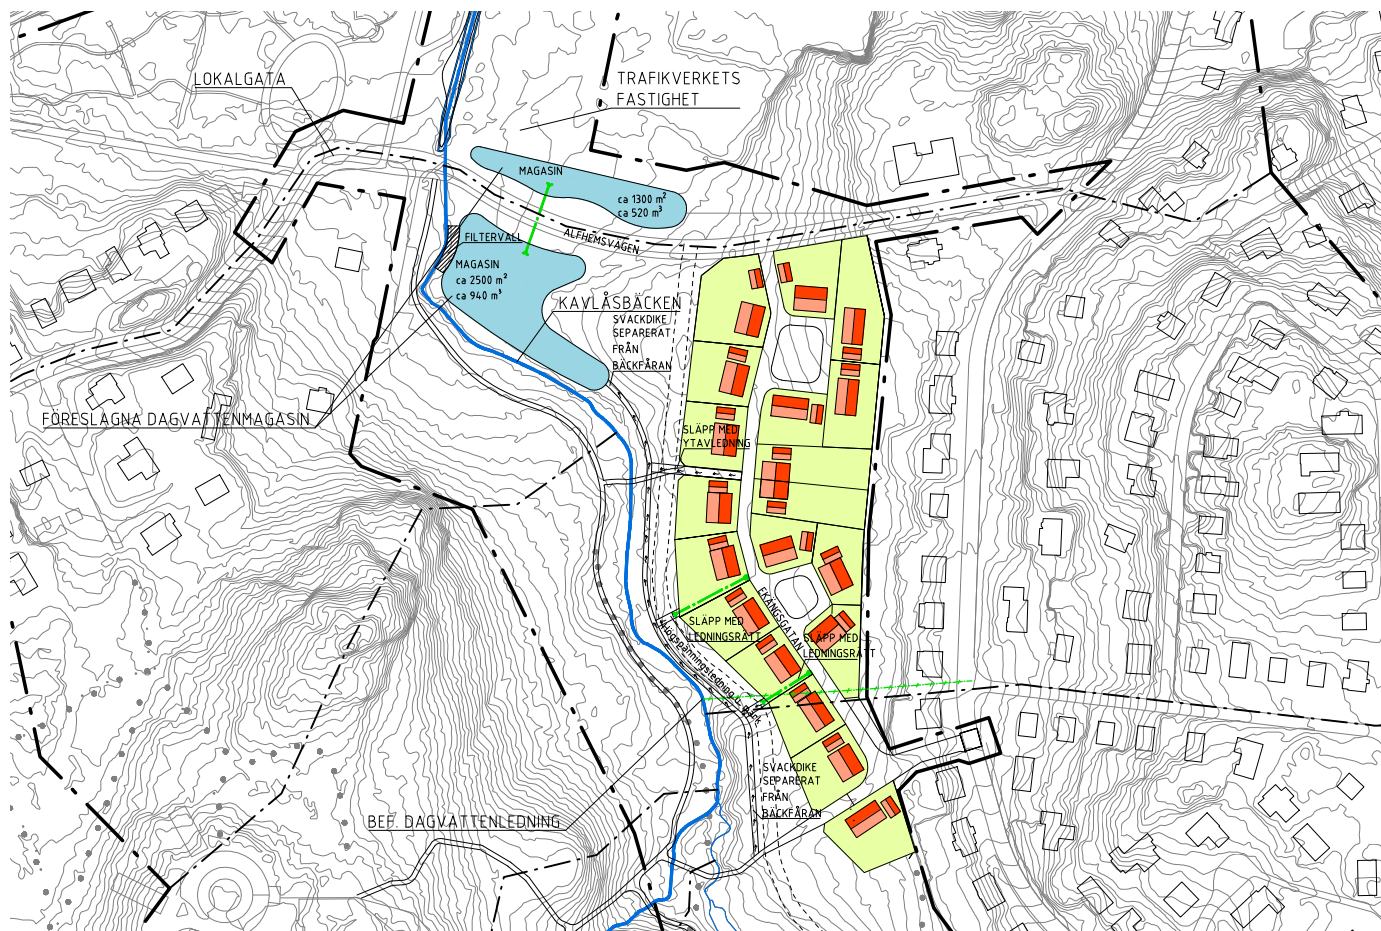 LOKALGATA
TRAFIKVERKETS
FASTIGHET
MAGASIN
ca 1300 m²
ca 520 m³
ALFHEMSVÄGEN
FILTERVALL
MAGASIN
ca 2500 m²
ca 940 m³
KAVLÅSBÄCKEN
SVACKDIKE
SEPARERAT
FRÅN
BÄCKFÅRAN
FÖRESLAGNA DAGVATTENMAGASIN
SLÄPP MED
YTAVLEDNING
EKÄNGSGATAN
SLÄPP MED
LEDNINGSRÄTT
SLÄPP MED
LEDNINGSRÄTT
Högspänningsledning u. mark
SVACKDIKE
SEPARERAT
FRÅN
BÄCKFÅRAN
BEF. DAGVATTENLEDNING